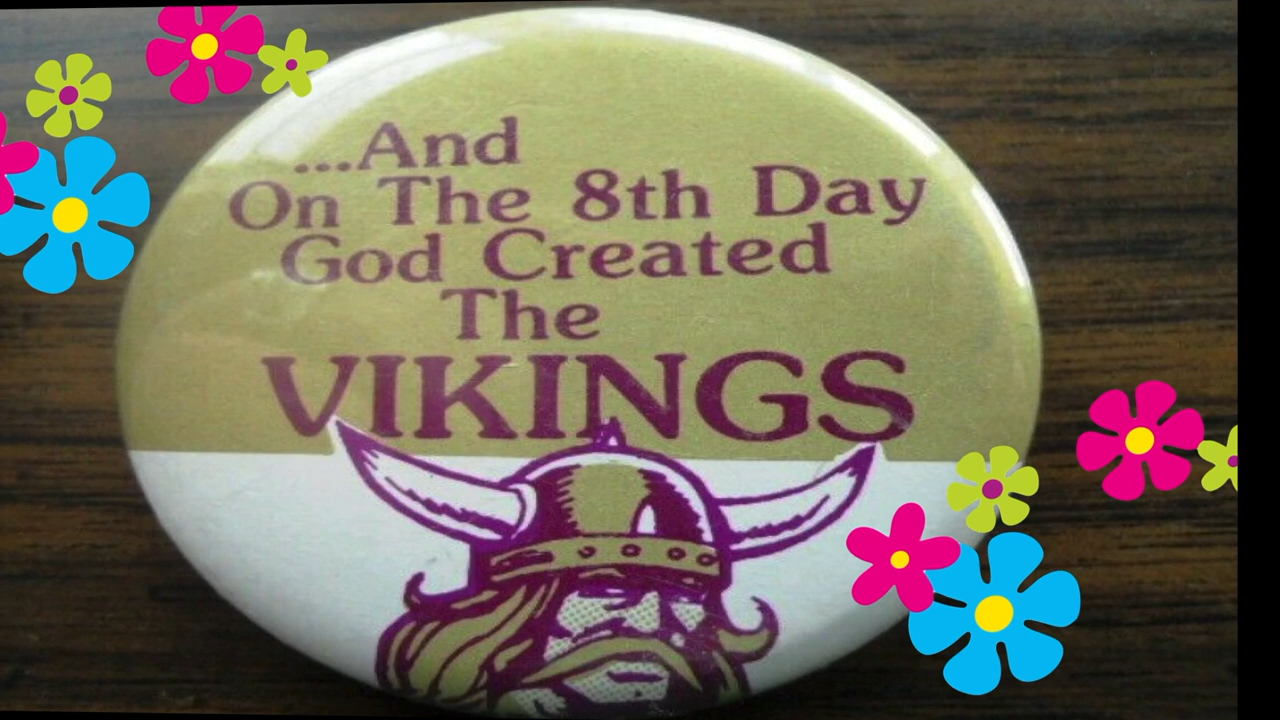 ...And
On The 8th Day
God Created
The
VIKINGS